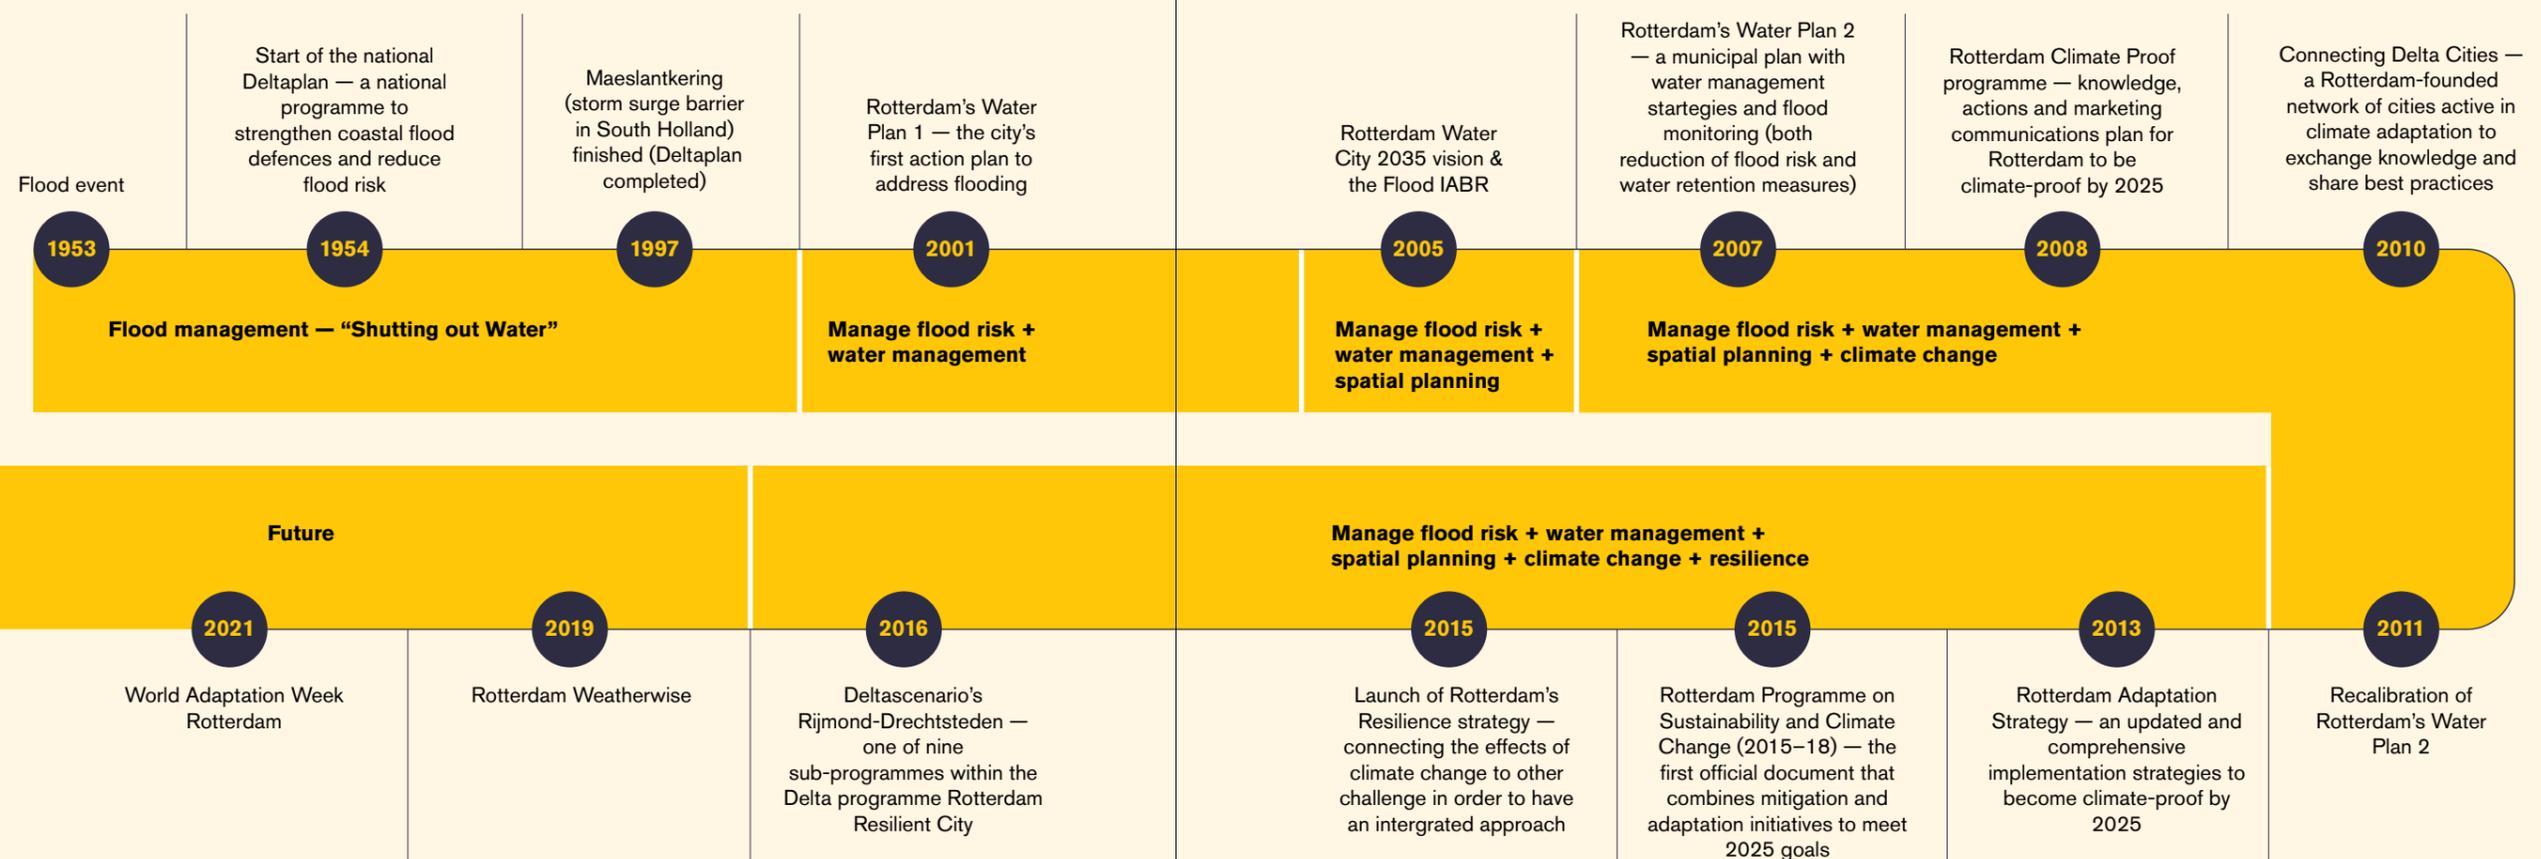 Flood event
1953
Start of the national
Deltaplan — a national
programme to
strengthen coastal flood
defences and reduce
flood risk
1954
Maeslantkering
(storm surge barrier
in South Holland)
finished (Deltaplan
completed)
1997
Rotterdam's Water
Plan 1 — the city's
first action plan to
address flooding
2001
Rotterdam Water
City 2035 vision &
the Flood IABR
2005
Rotterdam's Water Plan 2
— a municipal plan with
water management
startegies and flood
monitoring (both
reduction of flood risk and
water retention measures)
2007
Rotterdam Climate Proof
programme — knowledge,
actions and marketing
communications plan for
Rotterdam to be
climate-proof by 2025
2008
Connecting Delta Cities —
a Rotterdam-founded
network of cities active in
climate adaptation to
exchange knowledge and
share best practices
2010
Flood management — “Shutting out Water”
Manage flood risk +
water management
Manage flood risk +
water management +
spatial planning
Manage flood risk + water management +
spatial planning + climate change
Future
Manage flood risk + water management +
spatial planning + climate change + resilience
2021
World Adaptation Week
Rotterdam
2019
Rotterdam Weatherwise
2016
Deltascenario's
Rijmond-Drechtsteden —
one of nine
sub-programmes within the
Delta programme Rotterdam
Resilient City
2015
Launch of Rotterdam's
Resilience strategy —
connecting the effects of
climate change to other
challenge in order to have
an intergrated approach
2015
Rotterdam Programme on
Sustainability and Climate
Change (2015–18) — the
first official document that
combines mitigation and
adaptation initiatives to meet
2025 goals
2013
Rotterdam Adaptation
Strategy — an updated and
comprehensive
implementation strategies to
become climate-proof by
2025
2011
Recalibration of
Rotterdam's Water
Plan 2